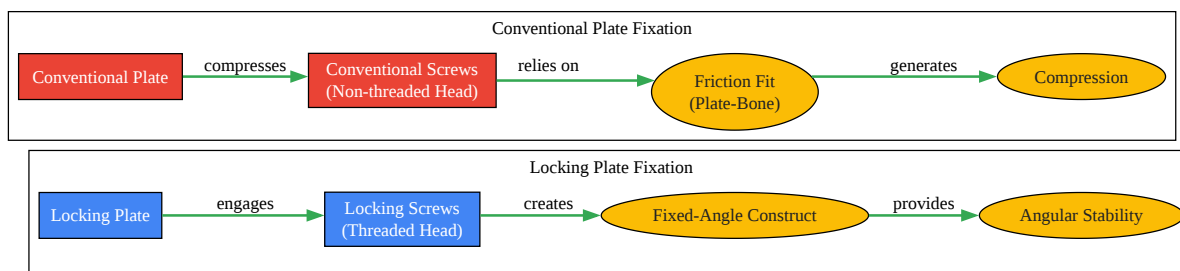 Conventional Plate Fixation
Conventional Plate
compresses
Conventional Screws
(Non-threaded Head)
relies on
Friction Fit
(Plate-Bone)
generates
Compression
Locking Plate Fixation
Locking Plate
engages
Locking Screws
(Threaded Head)
creates
Fixed-Angle Construct
provides
Angular Stability